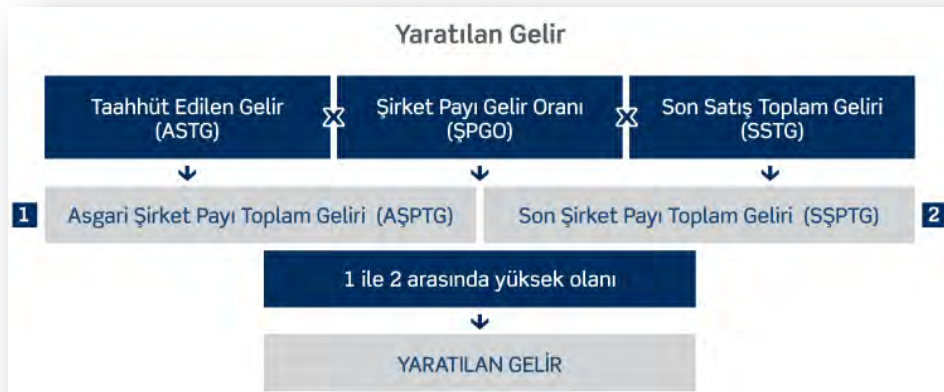 Yaratılan Gelir
Taahhüt Edilen Gelir
(ASTG)
Şirket Payı Gelir Oranı
(ŞPGO)
Son Satış Toplam Geliri
(SSTG)
1
Asgari Şirket Payı Toplam Geliri (AŞPTG)
Son Şirket Payı Toplam Geliri (SŞPTG)
2
1 ile 2 arasında yüksek olanı
YARATILAN GELİR